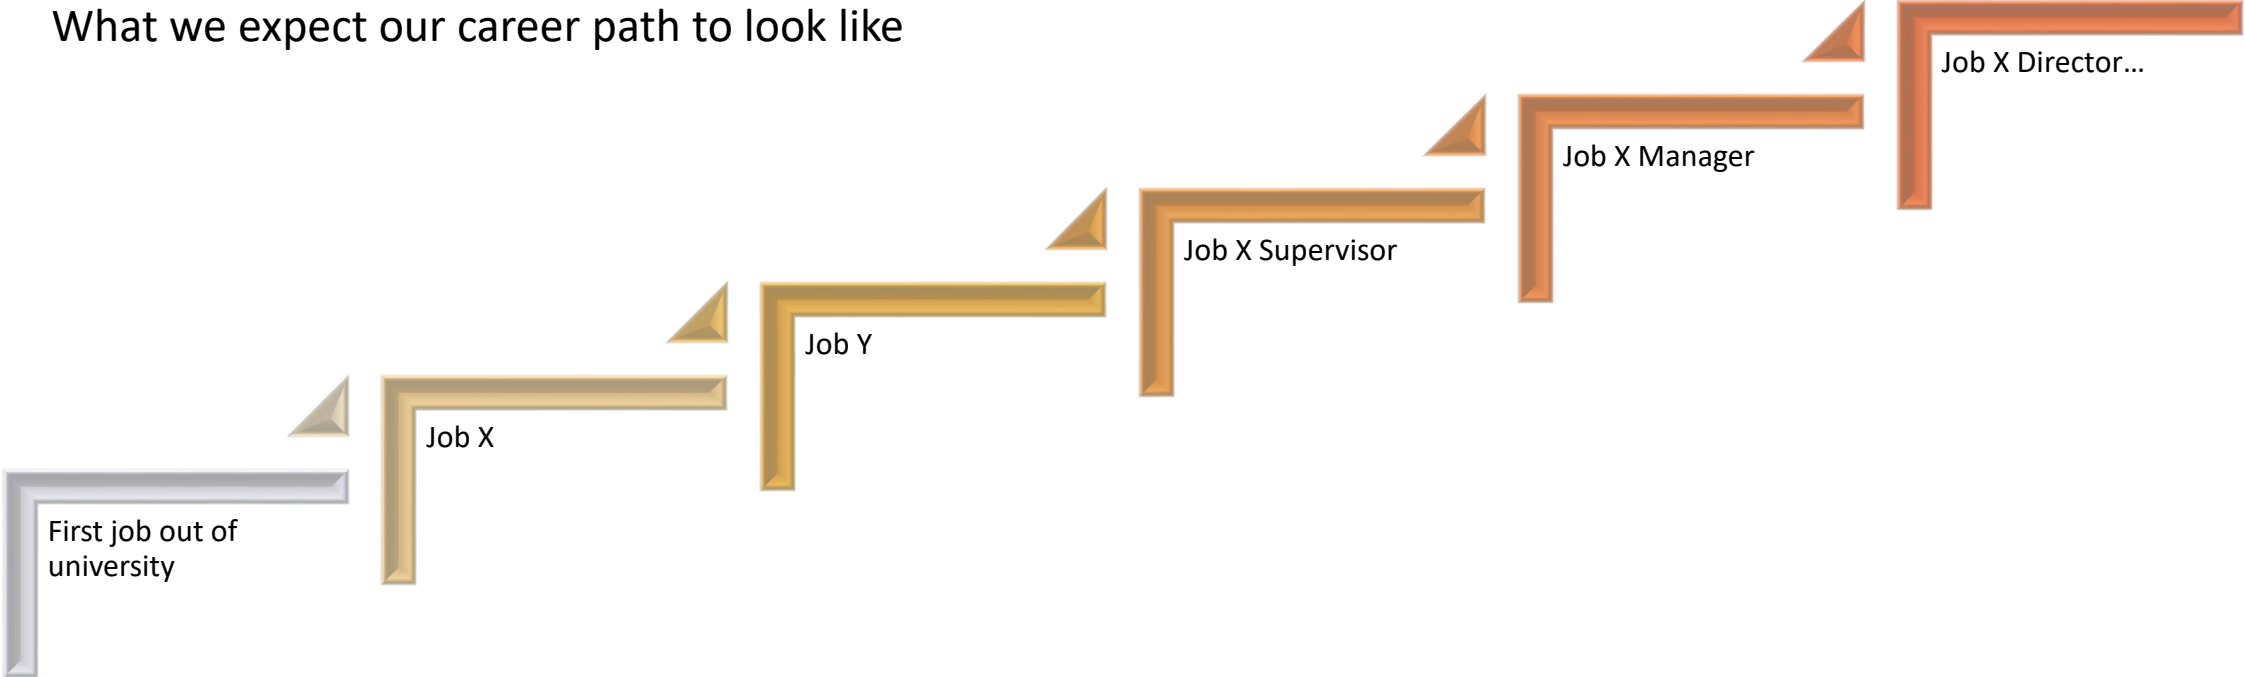 What we expect our career path to look like
First job out of
university
Job X
Job Y
Job X Supervisor
Job X Manager
Job X Director...